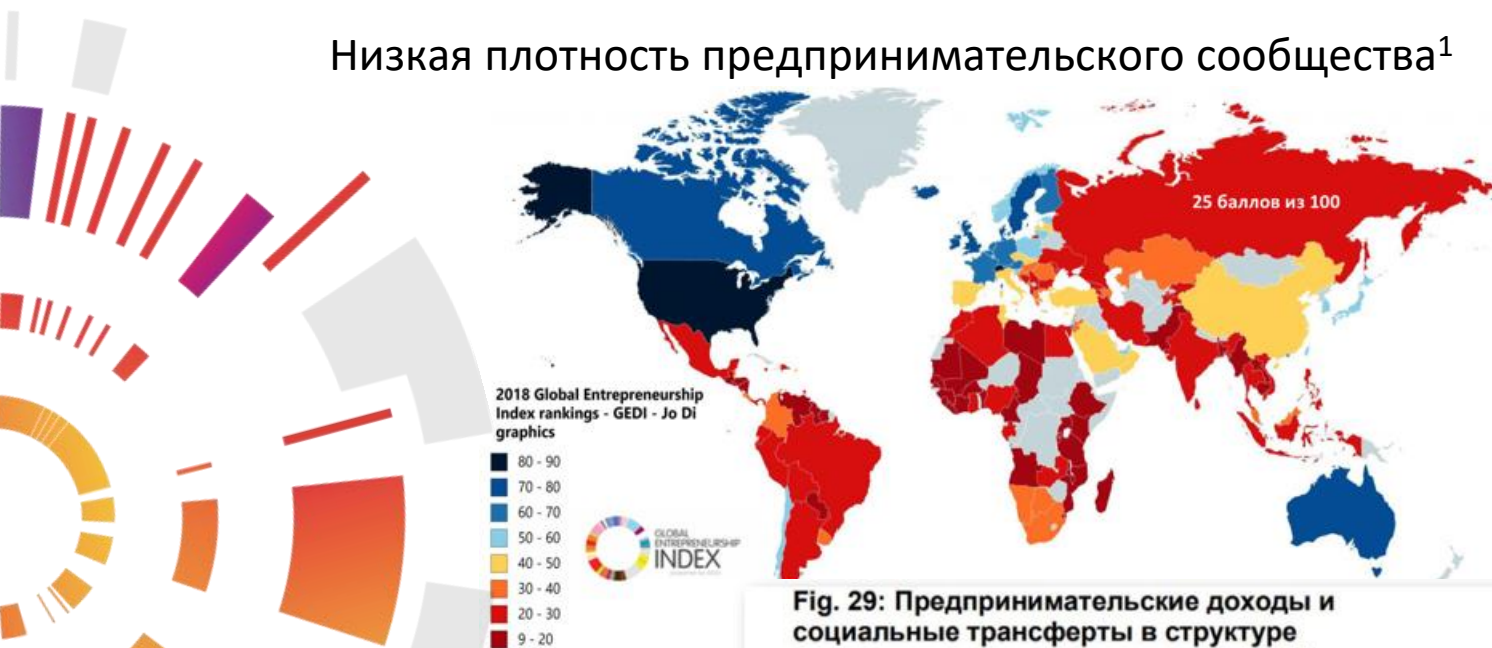 Низкая плотность предпринимательского сообщества¹
25 баллов из 100
2018 Global Entrepreneurship
Index rankings - GEDI - Jo Di
graphics
80 - 90
70 - 80
60 - 70
50 - 60
40 - 50
30 - 40
20 - 30
9 - 20
GLOBAL
ENTREPRENEURSHIP
INDEX
Fig. 29: Предпринимательские доходы и
социальные трансферты в структуре